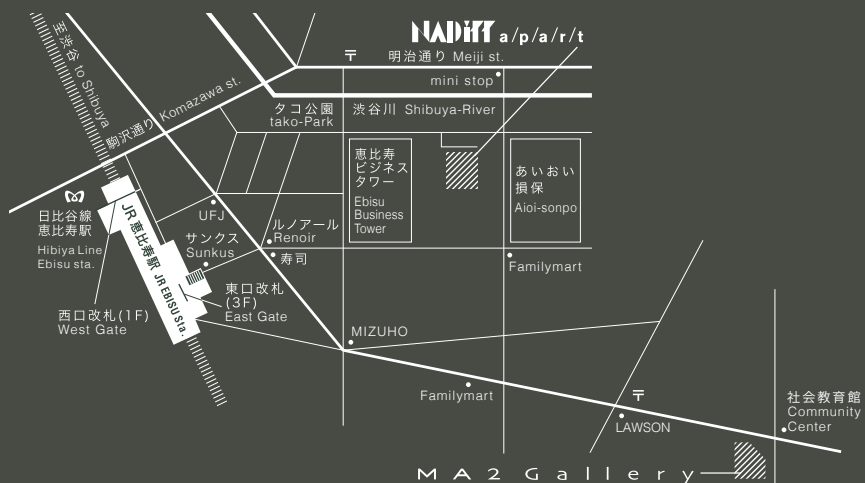 NADiff a/p/a/r/t
〒
明治通り Meiji st.
mini stop
至渋谷 to Shibuya
駒沢通り Komazawa st.
タコ公園
tako-Park
渋谷川 Shibuya-River
恵比寿
ビジネス
タワー
Ebisu
Business
Tower
あいおい
損保
Aioi-sonpo
日比谷線
恵比寿駅
Hibiya Line
Ebisu sta.
JR 恵比寿駅 JR EBISU Sta.
UFJ
サンクス
Sunkus
ルノアール
Renoir
寿司
Familymart
東口改札
(3F)
East Gate
西口改札(1F)
West Gate
MIZUHO
Familymart
〒
LAWSON
社会教育館
Community
Center
MA2 Gallery